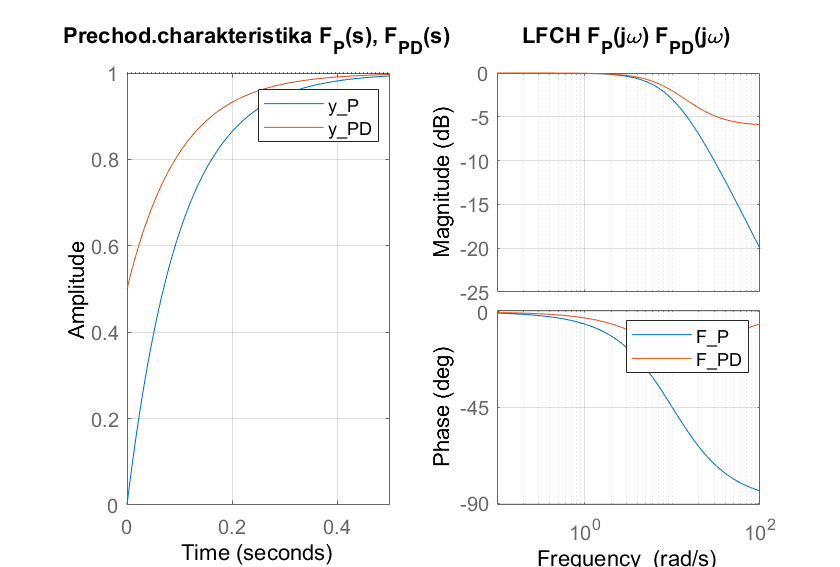 Prechod.charakteristika F_P(s), F_PD(s)
1
0.8
0.6
0.4
0.2
0
Amplitude
0
0.2
0.4
Time (seconds)
y_P
y_PD
LFCH F_P(jω) F_PD(jω)
0
-5
-10
-15
-20
-25
Magnitude (dB)
0
-45
-90
Phase (deg)
F_P
F_PD
10^0
10^2
Frequency (rad/s)